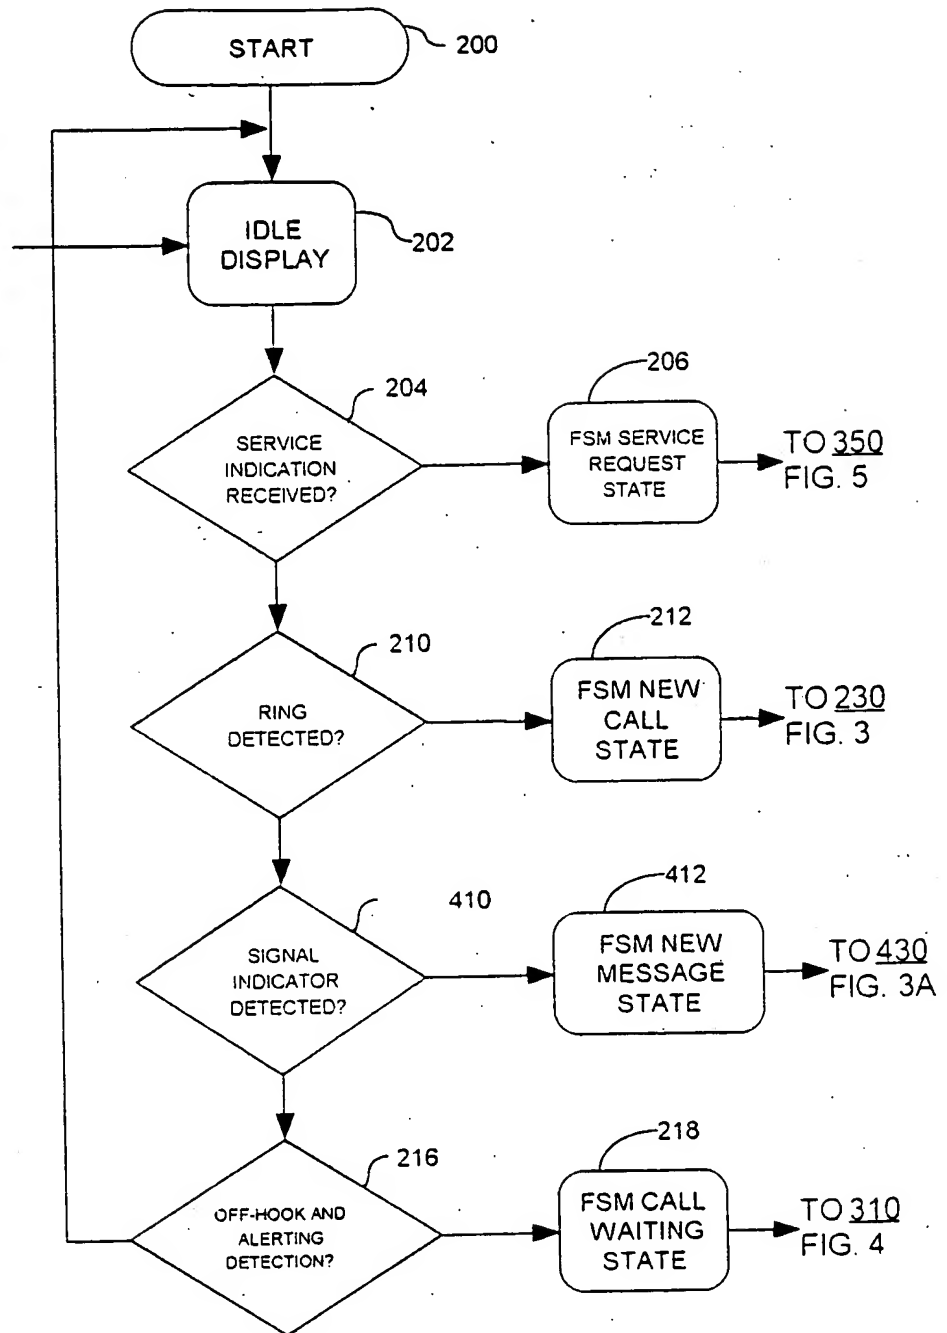 START
200
IDLE
DISPLAY
202
204
SERVICE
INDICATION
RECEIVED?
206
FSM SERVICE
REQUEST
STATE
TO 350
FIG. 5
210
RING
DETECTED?
212
FSM NEW
CALL
STATE
TO 230
FIG. 3
410
SIGNAL
INDICATOR
DETECTED?
412
FSM NEW
MESSAGE
STATE
TO 430
FIG. 3A
216
OFF-HOOK AND
ALERTING
DETECTION?
218
FSM CALL
WAITING
STATE
TO 310
FIG. 4